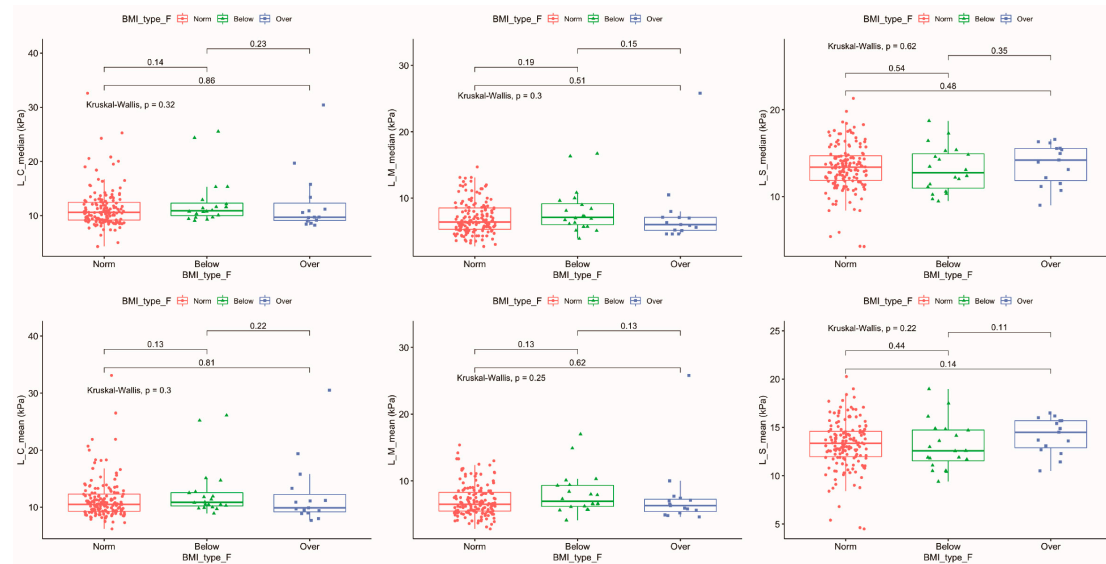 BMI_type_F Norm Below Over
40
30
20
10
L_C_median (kPa)
0.23
0.14
0.86
Kruskal-Wallis, p = 0.32
Norm Below Over
BMI_type_F
BMI_type_F Norm Below Over
30
20
10
L_M_median (kPa)
0.15
0.19
0.51
Kruskal-Wallis, p = 0.3
Norm Below Over
BMI_type_F
BMI_type_F Norm Below Over
20
10
L_S_median (kPa)
Kruskal-Wallis, p = 0.62
0.35
0.54
0.48
Norm Below Over
BMI_type_F
BMI_type_F Norm Below Over
40
30
20
10
L_C_mean (kPa)
0.22
0.13
0.81
Kruskal-Wallis, p = 0.3
Norm Below Over
BMI_type_F
BMI_type_F Norm Below Over
30
20
10
L_M_mean (kPa)
0.13
0.13
0.62
Kruskal-Wallis, p = 0.25
Norm Below Over
BMI_type_F
BMI_type_F Norm Below Over
25
20
15
10
5
L_S_mean (kPa)
Kruskal-Wallis, p = 0.22
0.11
0.44
0.14
Norm Below Over
BMI_type_F